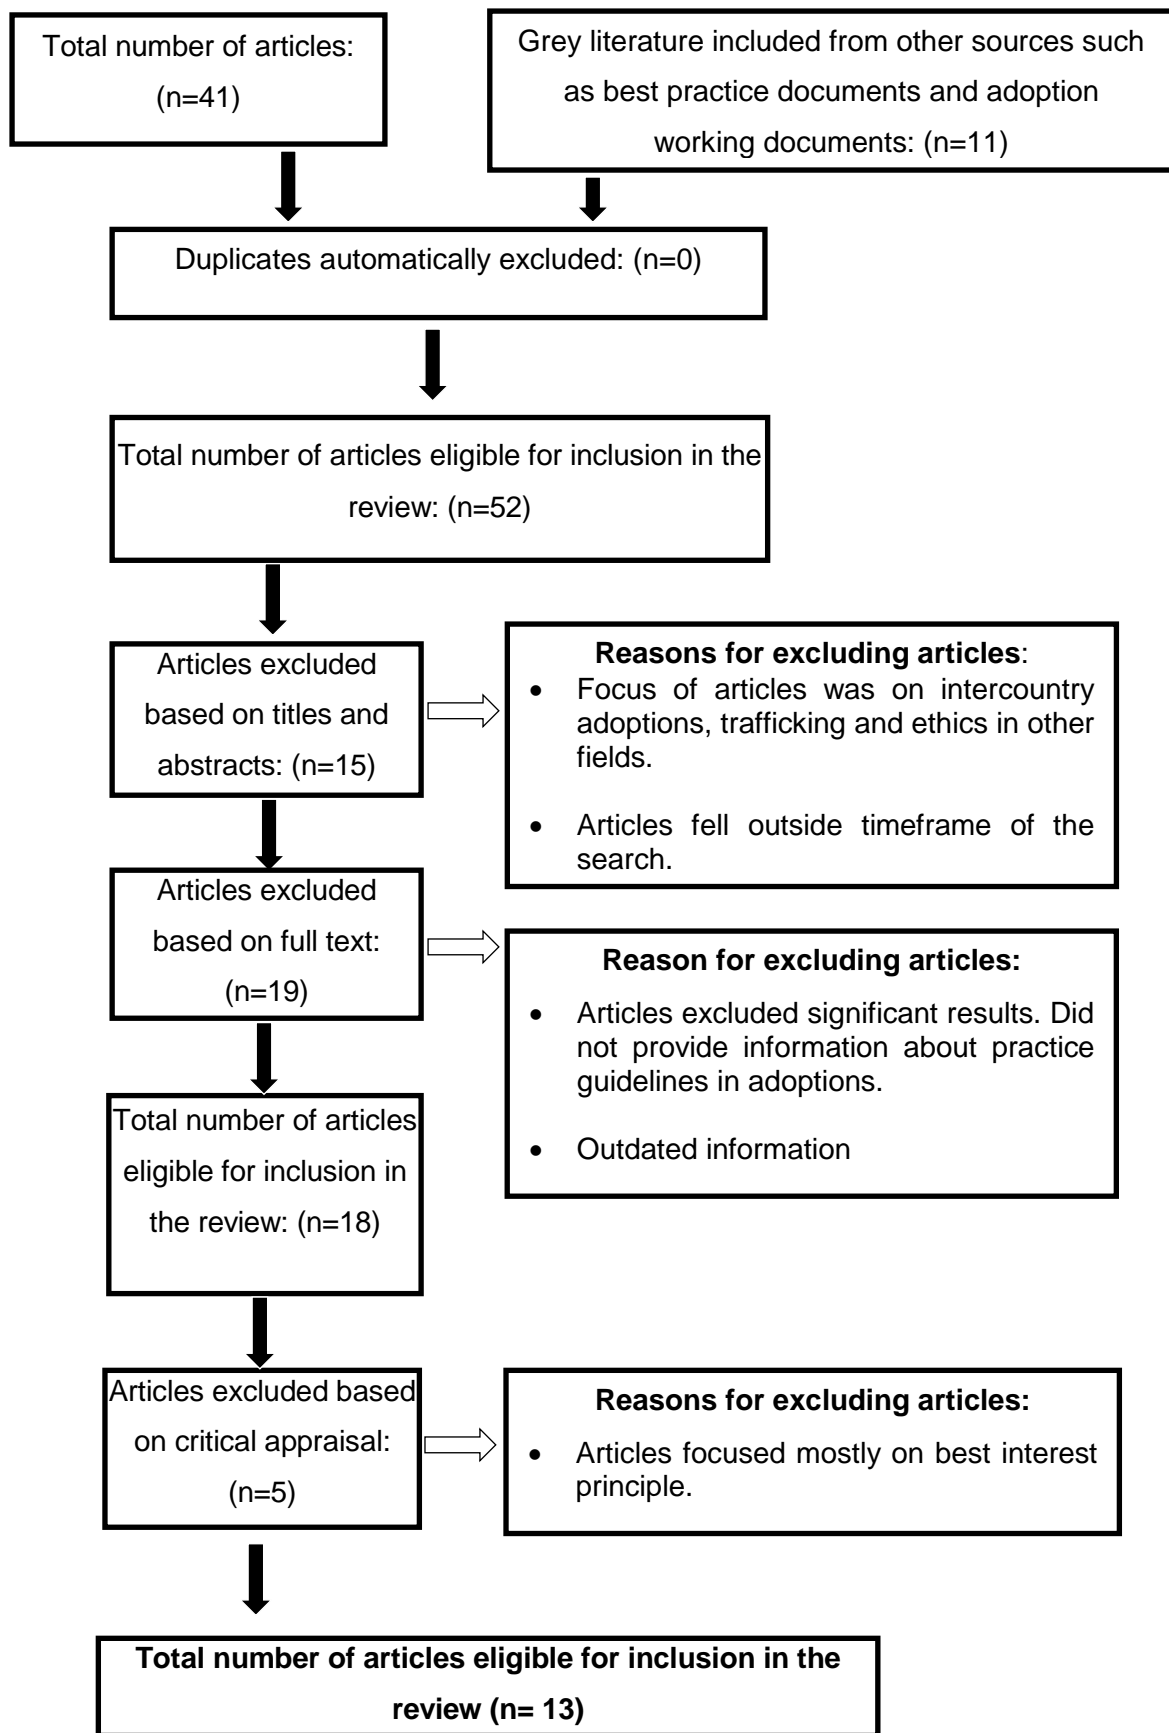 Total number of articles:
(n=41)
Grey literature included from other sources such
as best practice documents and adoption
working documents: (n=11)
Duplicates automatically excluded: (n=0)
Total number of articles eligible for inclusion in the
review: (n=52)
Articles excluded
based on titles and
abstracts: (n=15)
Reasons for excluding articles:
• Focus of articles was on intercountry
adoptions, trafficking and ethics in other
fields.
• Articles fell outside timeframe of the
search.
Articles excluded
based on full text:
(n=19)
Reason for excluding articles:
• Articles excluded significant results. Did
not provide information about practice
guidelines in adoptions.
• Outdated information
Total number of articles
eligible for inclusion in
the review: (n=18)
Articles excluded based
on critical appraisal:
(n=5)
Reasons for excluding articles:
• Articles focused mostly on best interest
principle.
Total number of articles eligible for inclusion in the
review (n= 13)